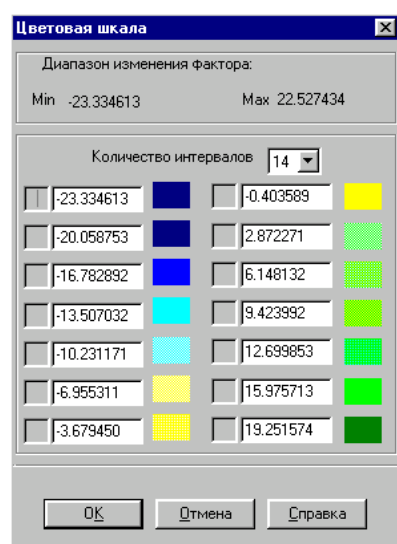 Цветовая шкала
Диапазон изменения фактора:
Min -23.334613 Max 22.527434
Количество интервалов 14
-23.334613 -0.403589
-20.058753 2.872271
-16.782892 6.148132
-13.507032 9.423992
-10.231171 12.699853
-6.955311 15.975713
-3.679450 19.251574
OK Отмена Справка